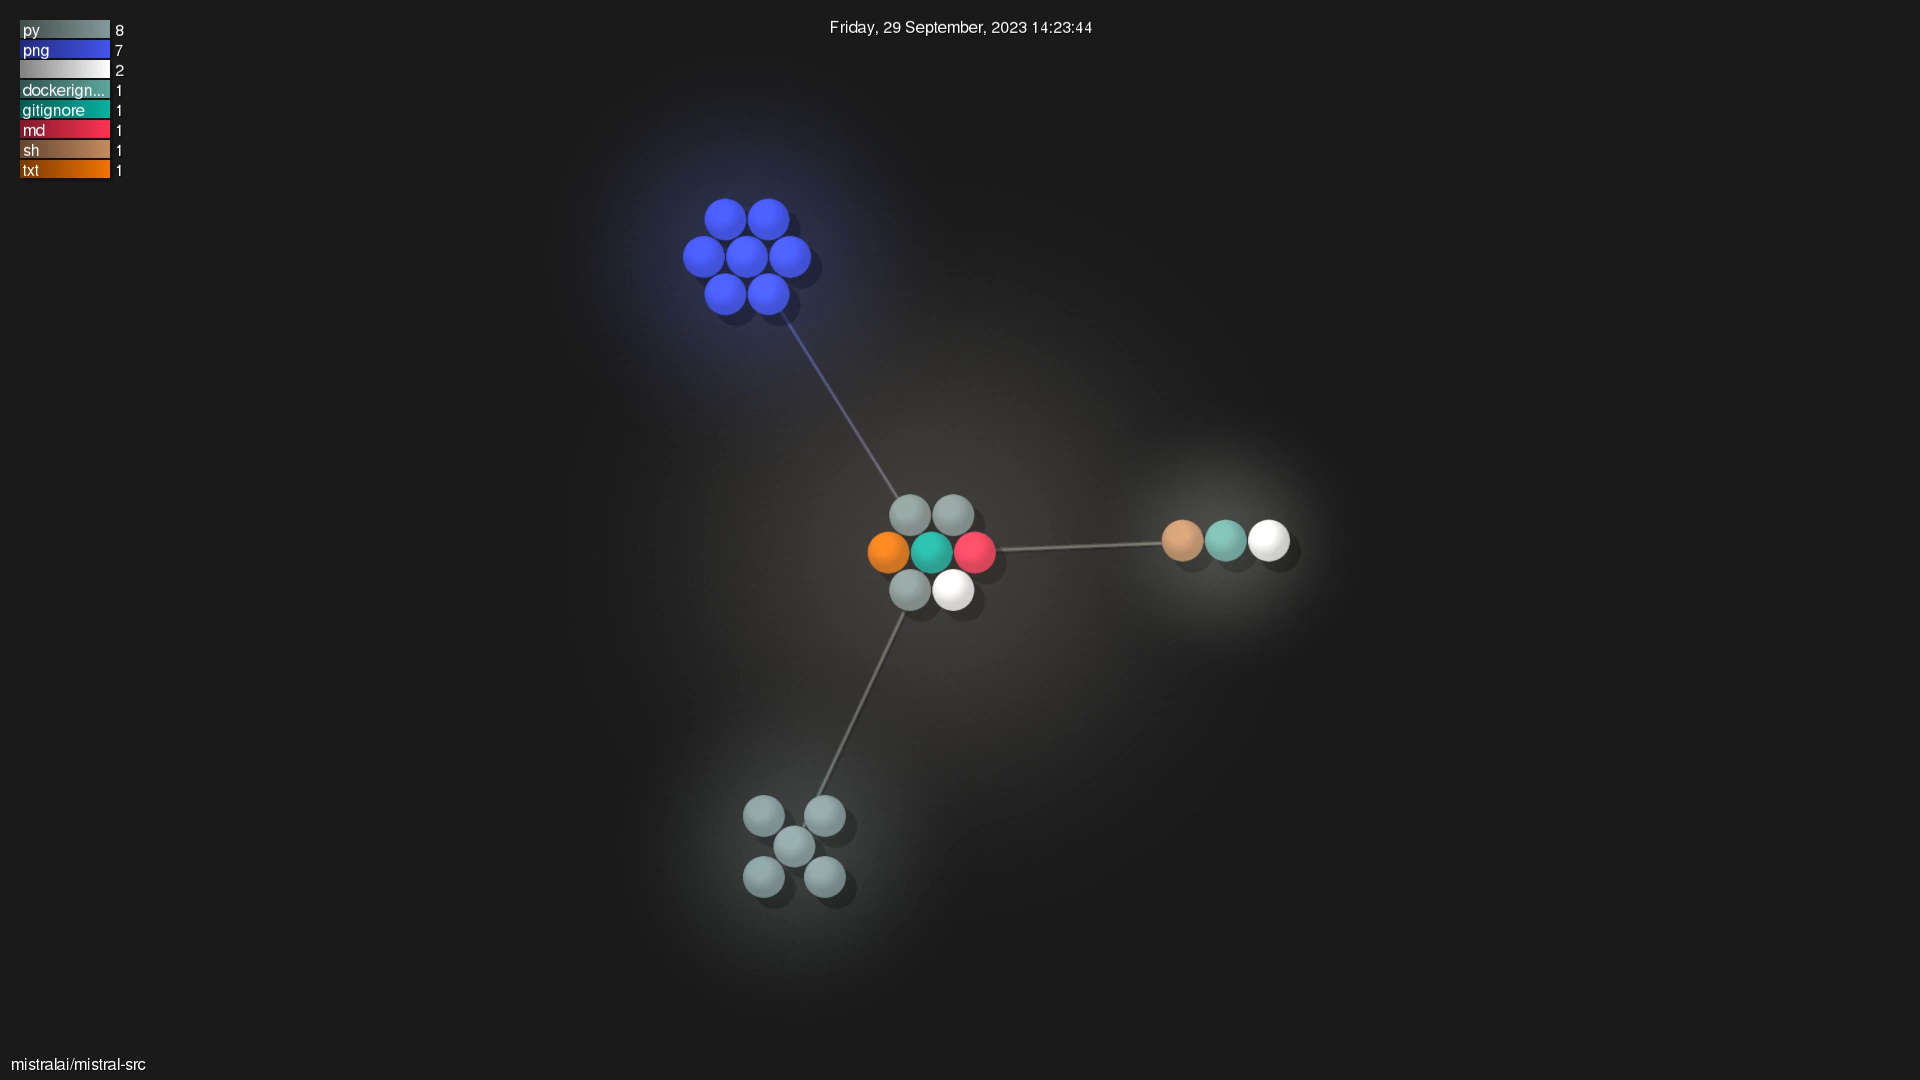 Friday, 29 September, 2023 14:23:44
py 8
png 7
2
dockerign... 1
gitignore 1
md 1
sh 1
txt 1
mistralai/mistral-src